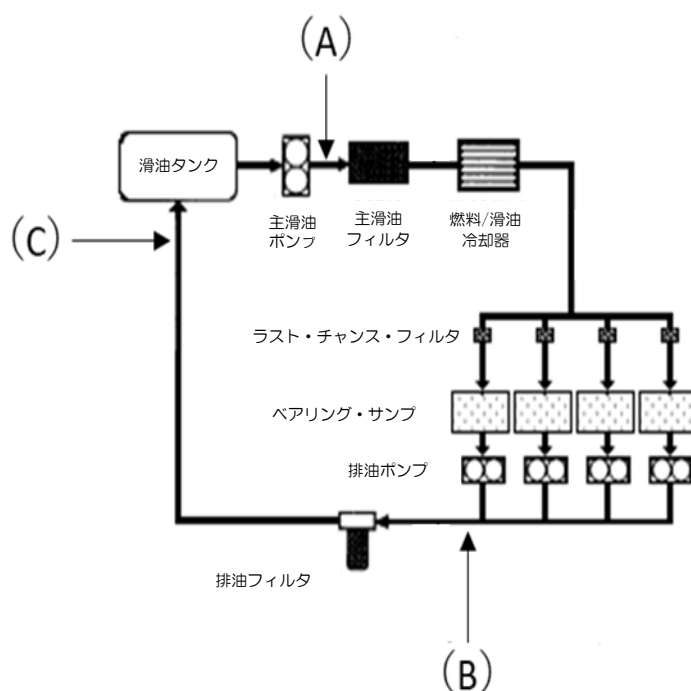 (A)
滑油タンク
主滑油
ポンプ
主滑油
フィルタ
燃料/滑油
冷却器
(C)
ラスト・チャンス・フィルタ
ベアリング・サンプ
排油ポンプ
排油フィルタ
(B)